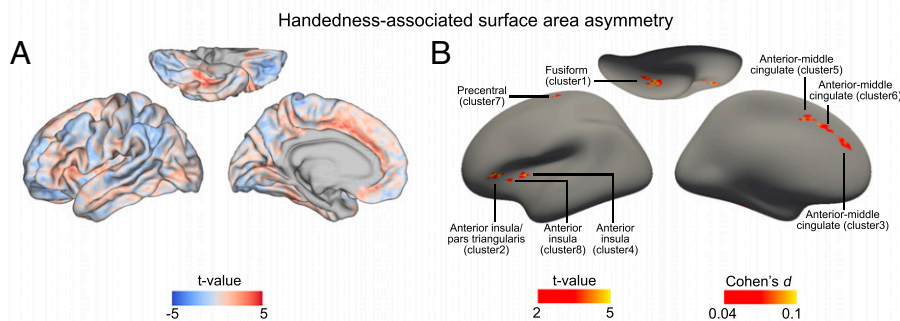 Handedness-associated surface area asymmetry
A
B
Fusiform
(cluster1)
Precentral
(cluster7)
Anterior-middle
cingulate (cluster5)
Anterior-middle
cingulate (cluster6)
Anterior insula/
pars triangularis
(cluster2)
Anterior
insula
(cluster8)
Anterior
insula
(cluster4)
Anterior-middle
cingulate (cluster3)
t-value
-5 5
t-value
2 5
Cohen's d
0.04 0.1